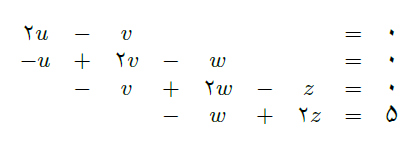 ۲u − v = ۰
−u + ۲v − w = ۰
− v + ۲w − z = ۰
− w + ۲z = ۵